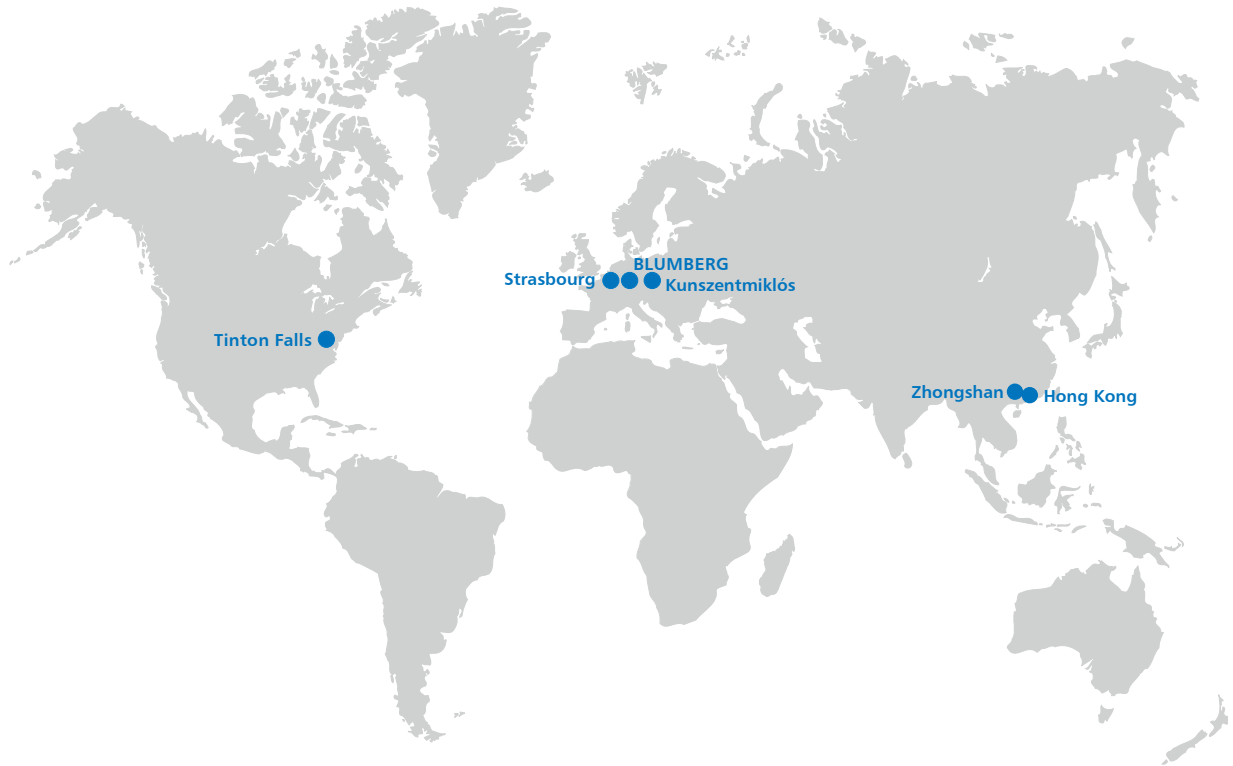 BLUMBERG
Strasbourg
Kunszentmiklós
Tinton Falls
Zhongshan
Hong Kong